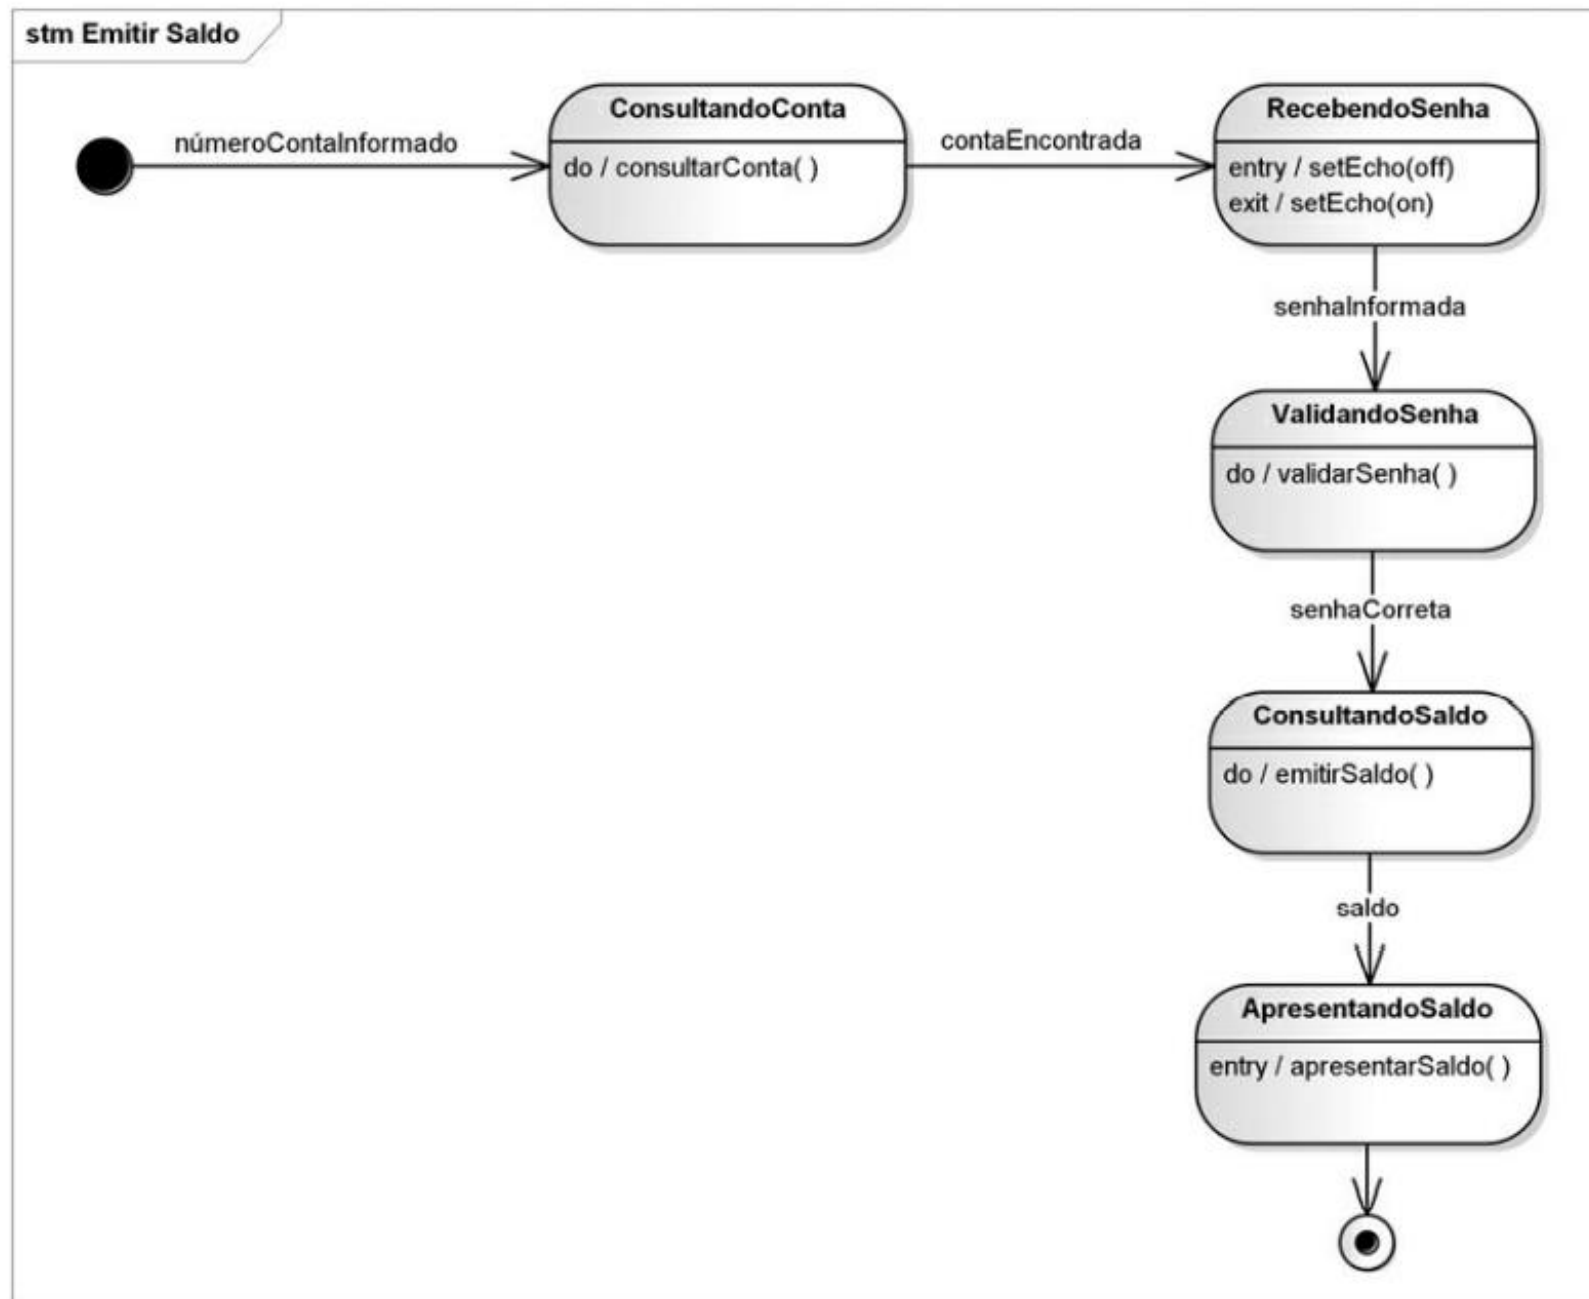 stm Emitir Saldo
númeroContaInformado
ConsultandoConta
do / consultarConta( )
contaEncontrada
RecebendoSenha
entry / setEcho(off)
exit / setEcho(on)
senhaInformada
ValidandoSenha
do / validarSenha( )
senhaCorreta
ConsultandoSaldo
do / emitirSaldo( )
saldo
ApresentandoSaldo
entry / apresentarSaldo( )